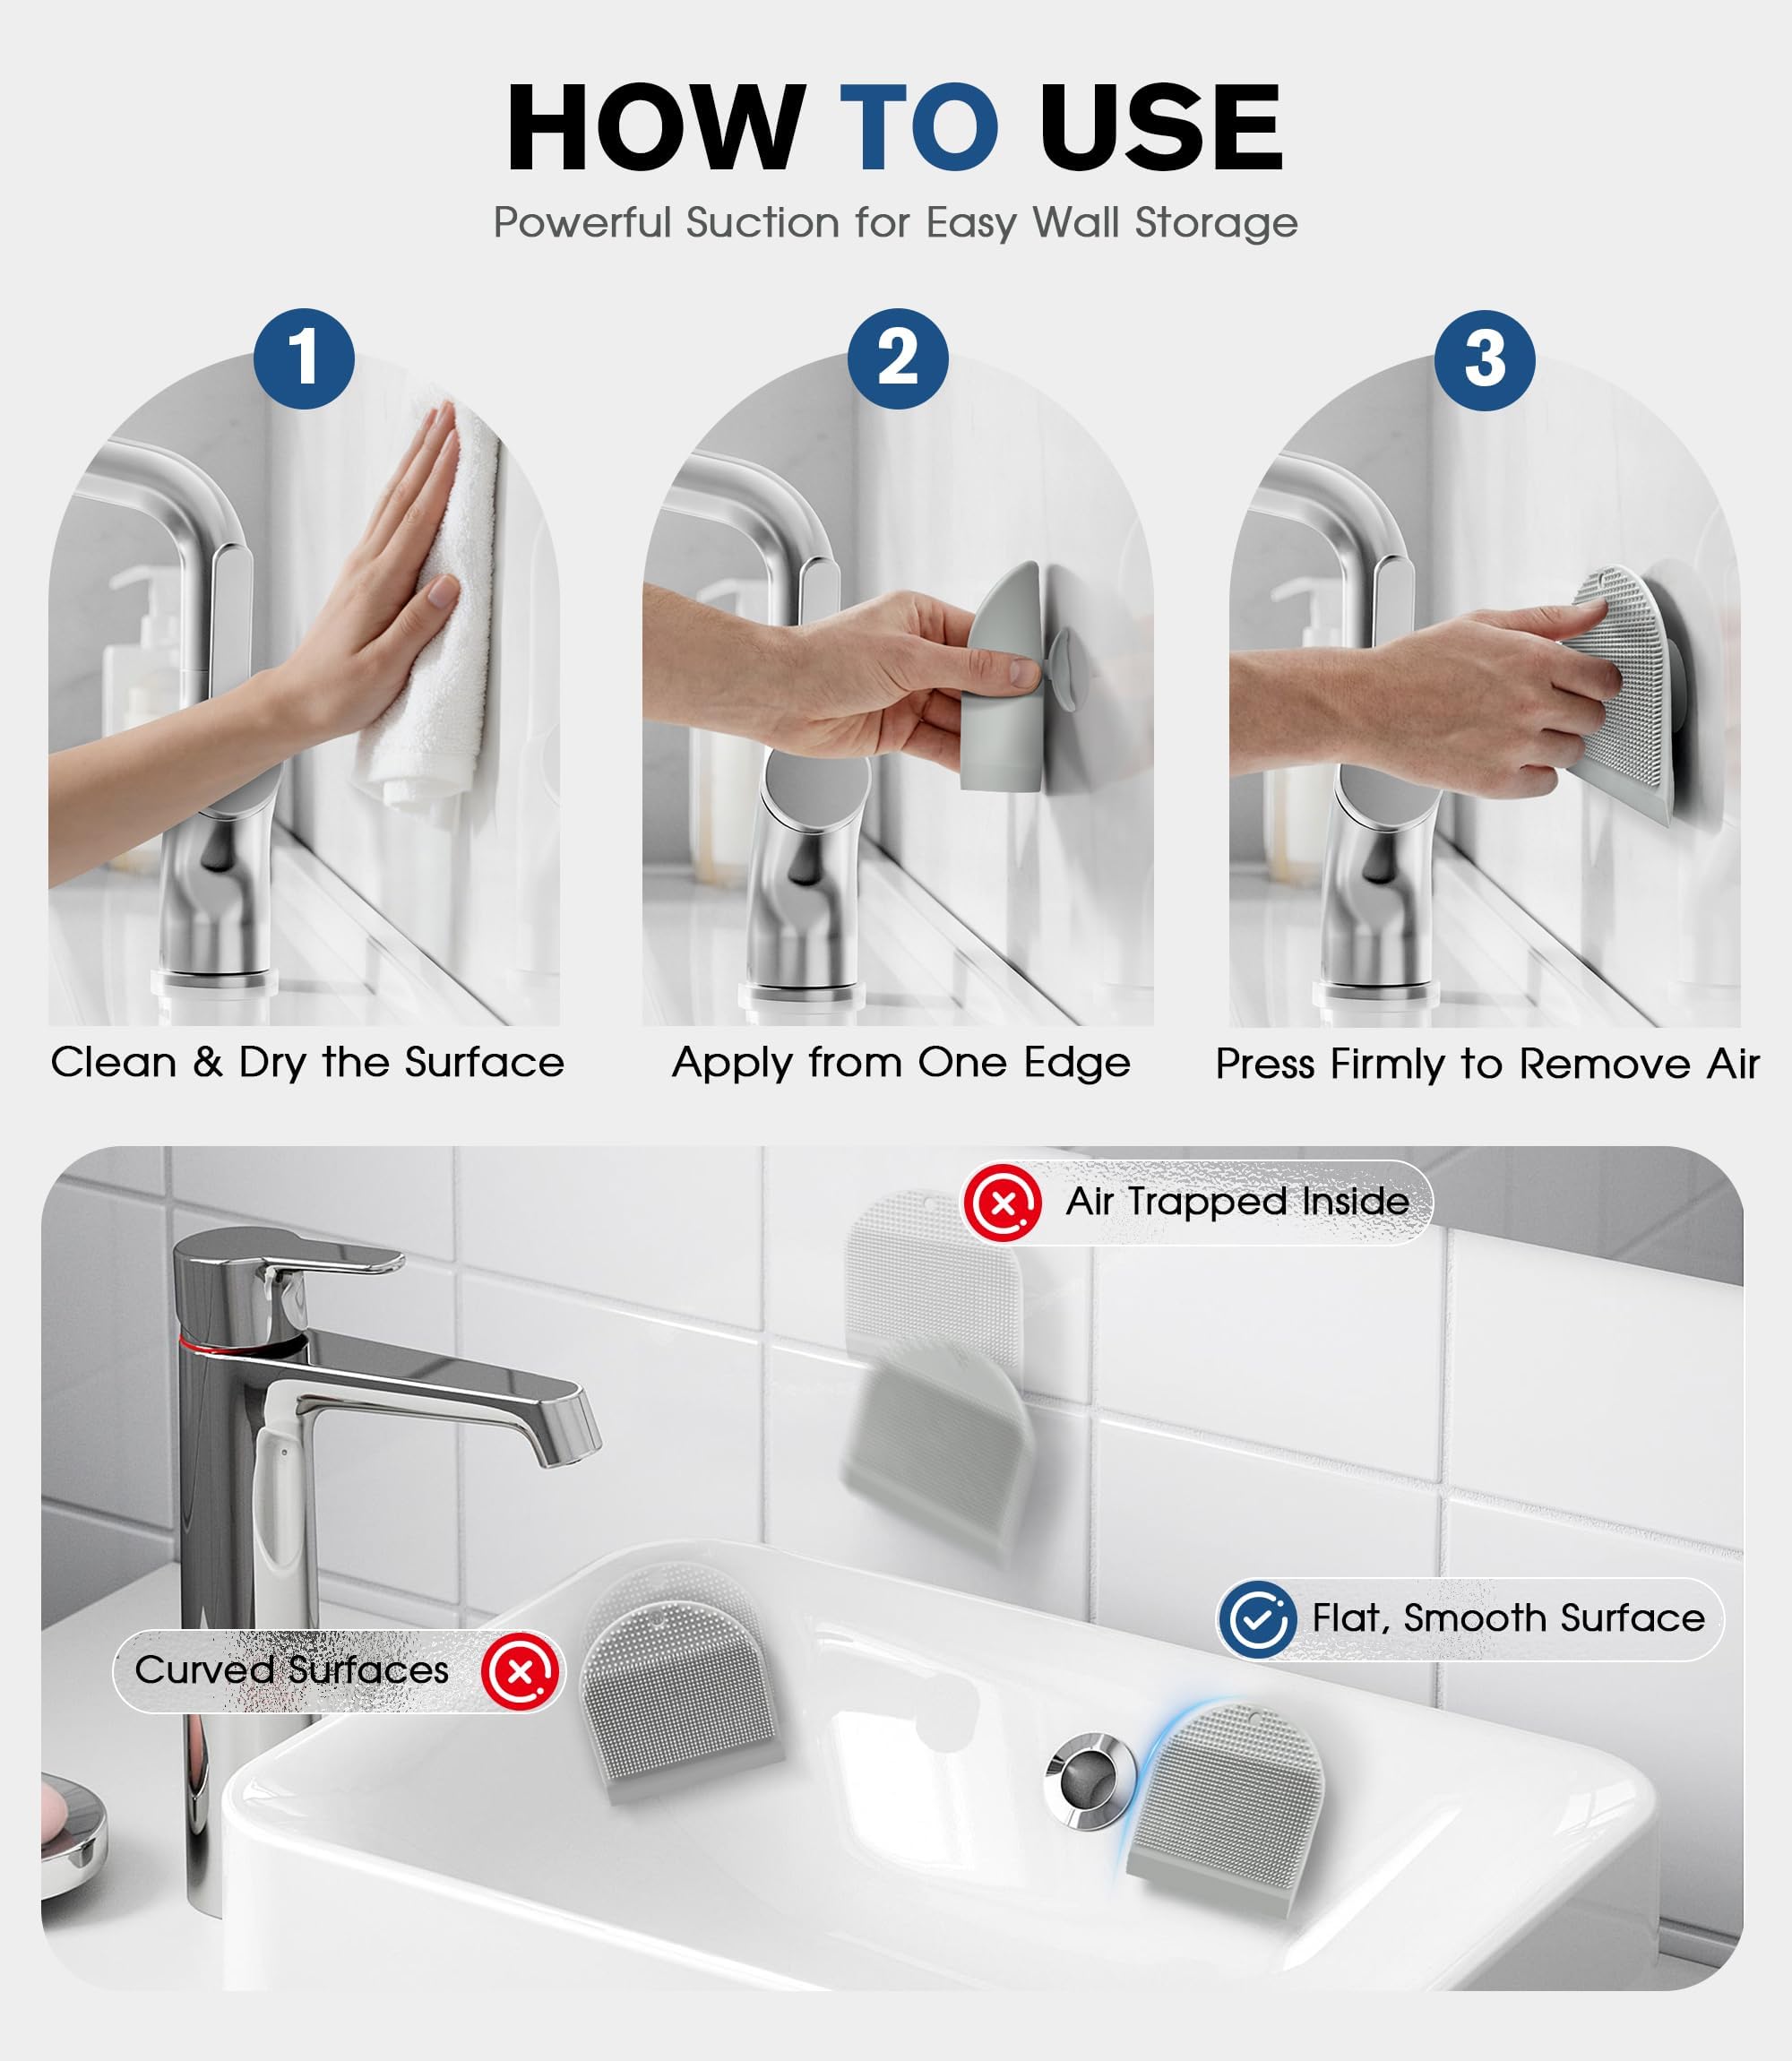 HOW TO USE
Powerful Suction for Easy Wall Storage
1
2
3
Clean & Dry the Surface
Apply from One Edge
Press Firmly to Remove Air
Air Trapped Inside
Flat, Smooth Surface
Curved Surfaces